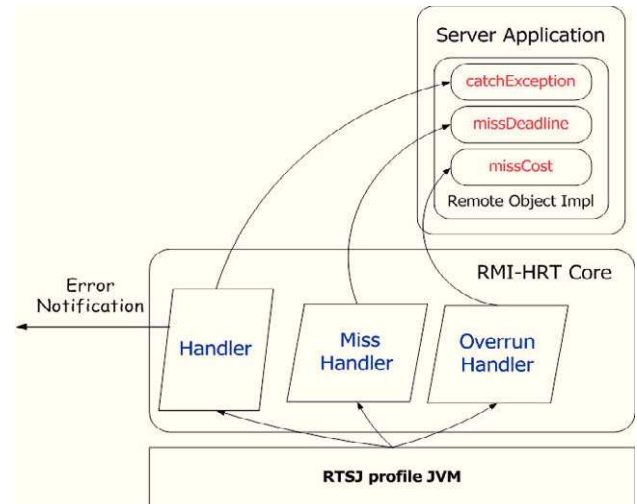 Server Application
catchException
missDeadline
missCost
Remote Object Impl
RMI-HRT Core
Error
Notification
Handler
Miss
Handler
Overrun
Handler
RTSJ profile JVM